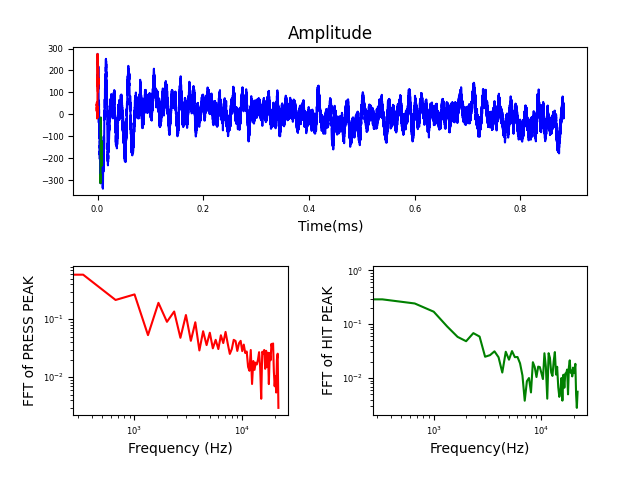 Amplitude
300
200
100
0
−100
−200
−300
0.0 0.2 0.4 0.6 0.8
Time(ms)
FFT of PRESS PEAK
10⁻¹
10⁻²
10³ 10⁴
Frequency (Hz)
FFT of HIT PEAK
10⁰
10⁻¹
10⁻²
10³ 10⁴
Frequency(Hz)